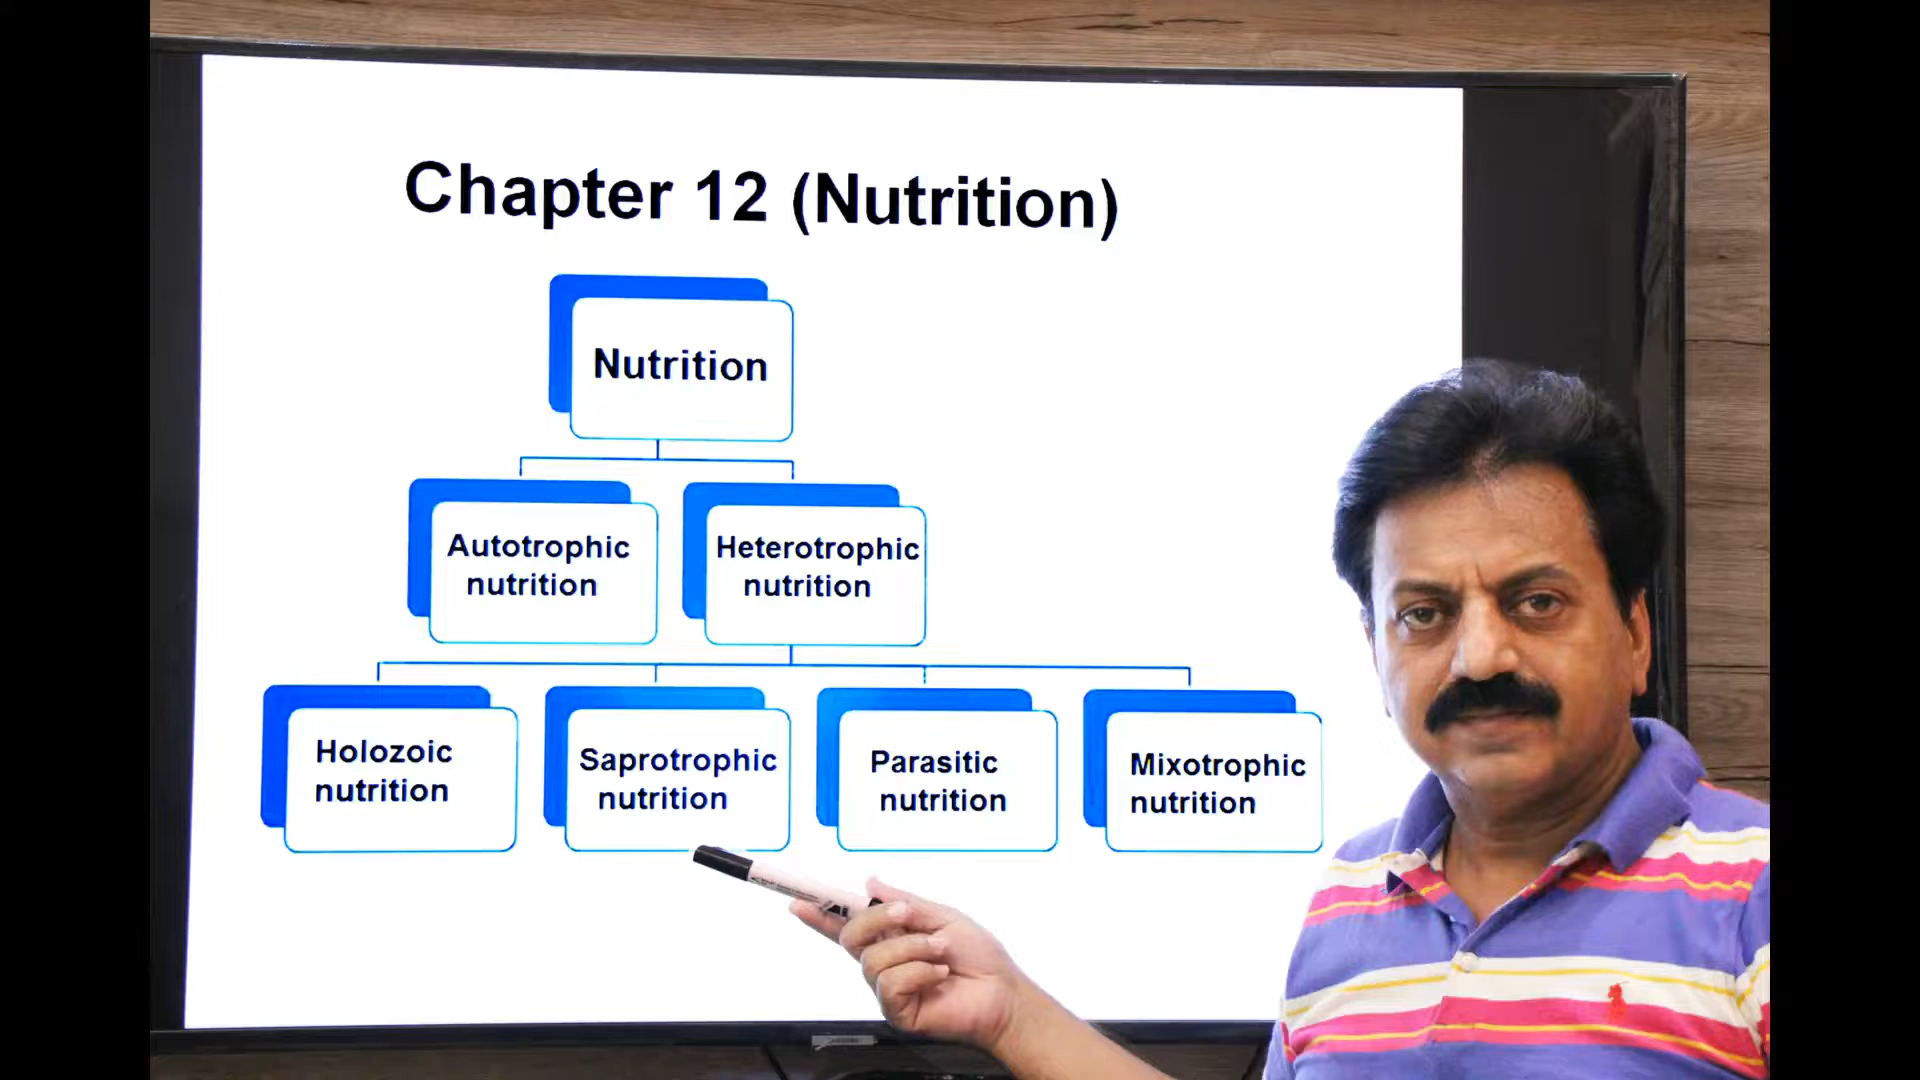 Chapter 12 (Nutrition)
Nutrition
Autotrophic
nutrition
Heterotrophic
nutrition
Holozoic
nutrition
Saprotrophic
nutrition
Parasitic
nutrition
Mixotrophic
nutrition